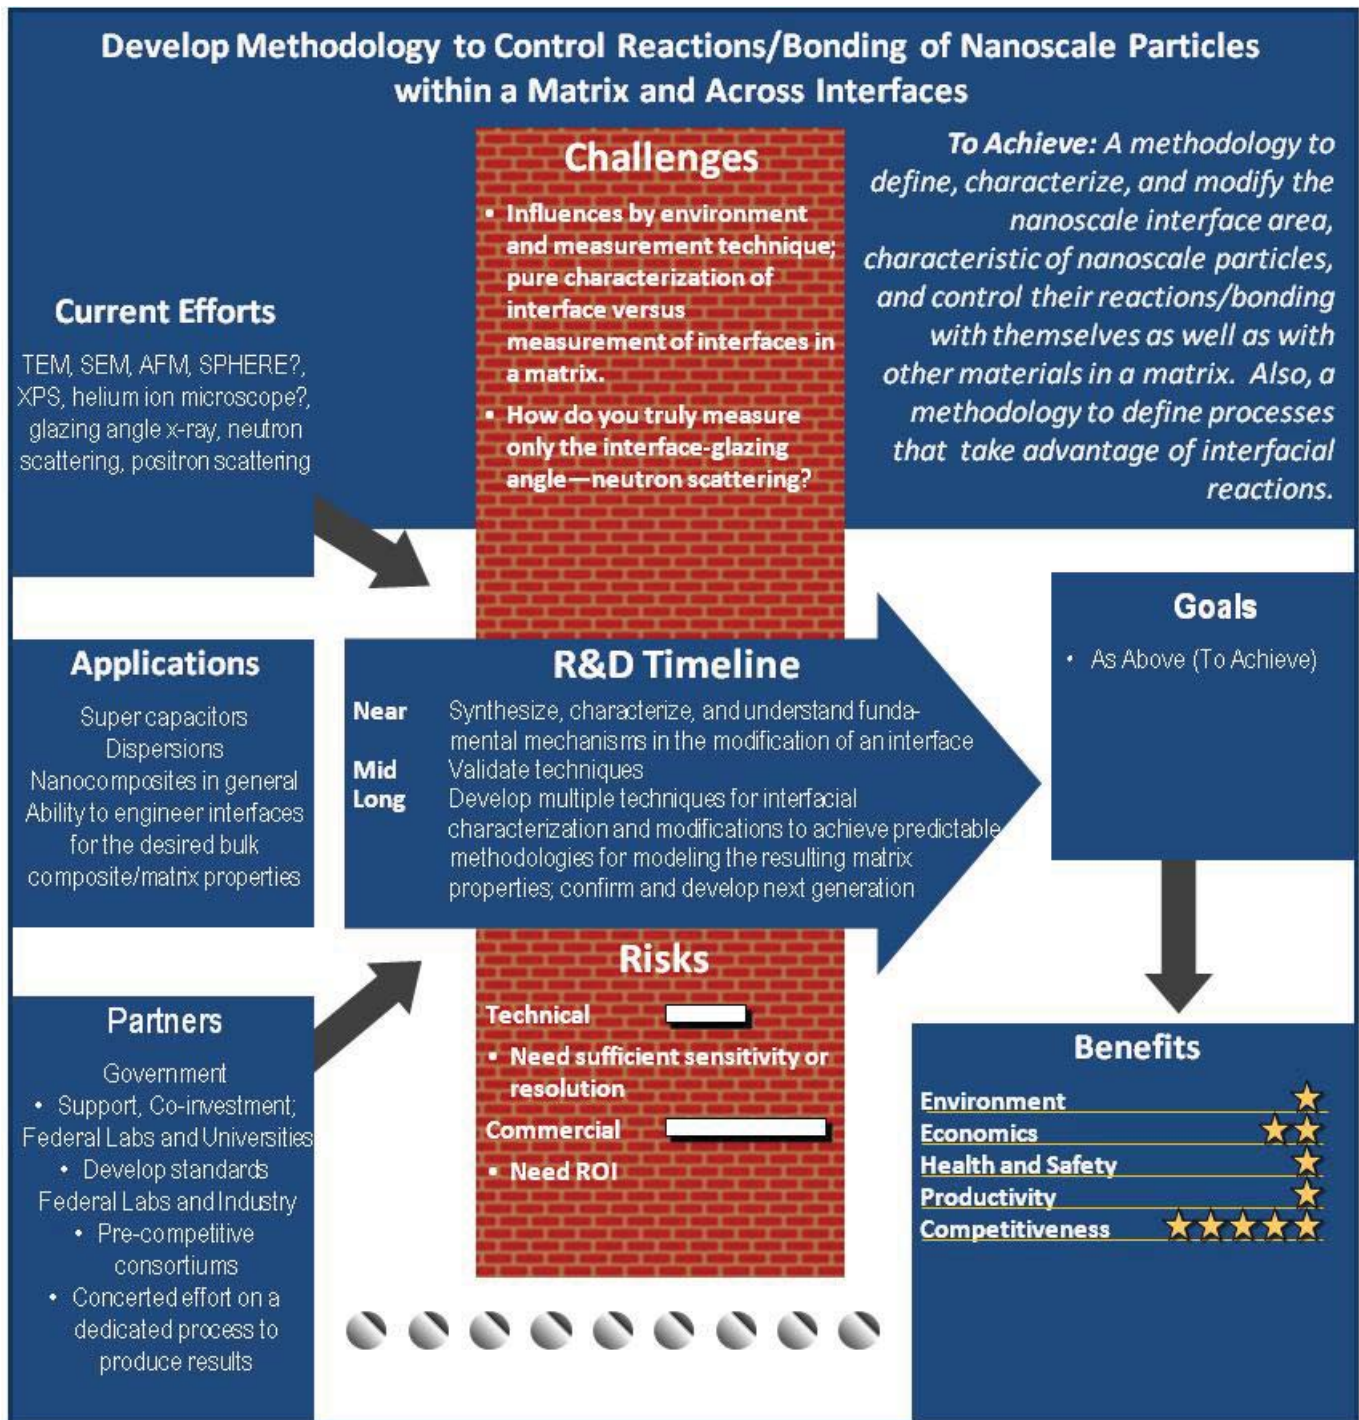 Develop Methodology to Control Reactions/Bonding of Nanoscale Particles
within a Matrix and Across Interfaces
Challenges
• Influences by environment
and measurement technique;
pure characterization of
interface versus
measurement of interfaces in
a matrix.
• How do you truly measure
only the interface-glazing
angle—neutron scattering?
To Achieve: A methodology to
define, characterize, and modify the
nanoscale interface area,
characteristic of nanoscale particles,
and control their reactions/bonding
with themselves as well as with
other materials in a matrix. Also, a
methodology to define processes
that take advantage of interfacial
reactions.
Current Efforts
TEM, SEM, AFM, SPHERE?,
XPS, helium ion microscope?,
glazing angle x-ray, neutron
scattering, positron scattering
Applications
Super capacitors
Dispersions
Nanocomposites in general
Ability to engineer interfaces
for the desired bulk
composite/matrix properties
R&D Timeline
Near Synthesize, characterize, and understand funda-
mental mechanisms in the modification of an interface
Mid Validate techniques
Long Develop multiple techniques for interfacial
characterization and modifications to achieve predictable
methodologies for modeling the resulting matrix
properties; confirm and develop next generation
Goals
• As Above (To Achieve)
Partners
Government
• Support, Co-investment;
Federal Labs and Universities
• Develop standards
Federal Labs and Industry
• Pre-competitive
consortiums
• Concerted effort on a
dedicated process to
produce results
Risks
Technical
• Need sufficient sensitivity or
resolution
Commercial
• Need ROI
Benefits
Environment
Economics
Health and Safety
Productivity
Competitiveness